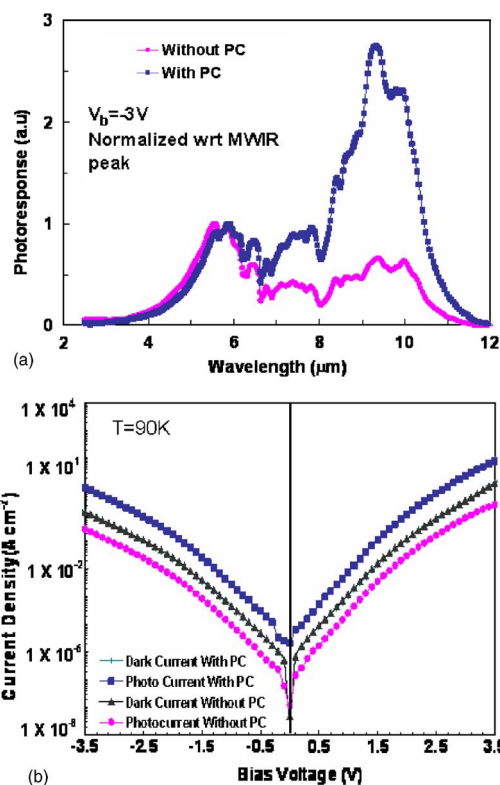 3
Without PC
With PC
V_b=-3V
Normalized wrt MWIR
peak
2
1
0
Photoresponse (a.u)
2 4 6 8 10 12
Wavelength (μm)
(a)
1 X 10^4
T=90K
1 X 10^1
1 X 10^-2
1 X 10^-6
1 X 10^-8
Current Density(A cm^-2)
Dark Current With PC
Photo Current With PC
Dark Current Without PC
Photocurrent Without PC
-3.5 -2.5 -1.5 -0.5 0.5 1.5 2.5 3.5
Bias Voltage (V)
(b)